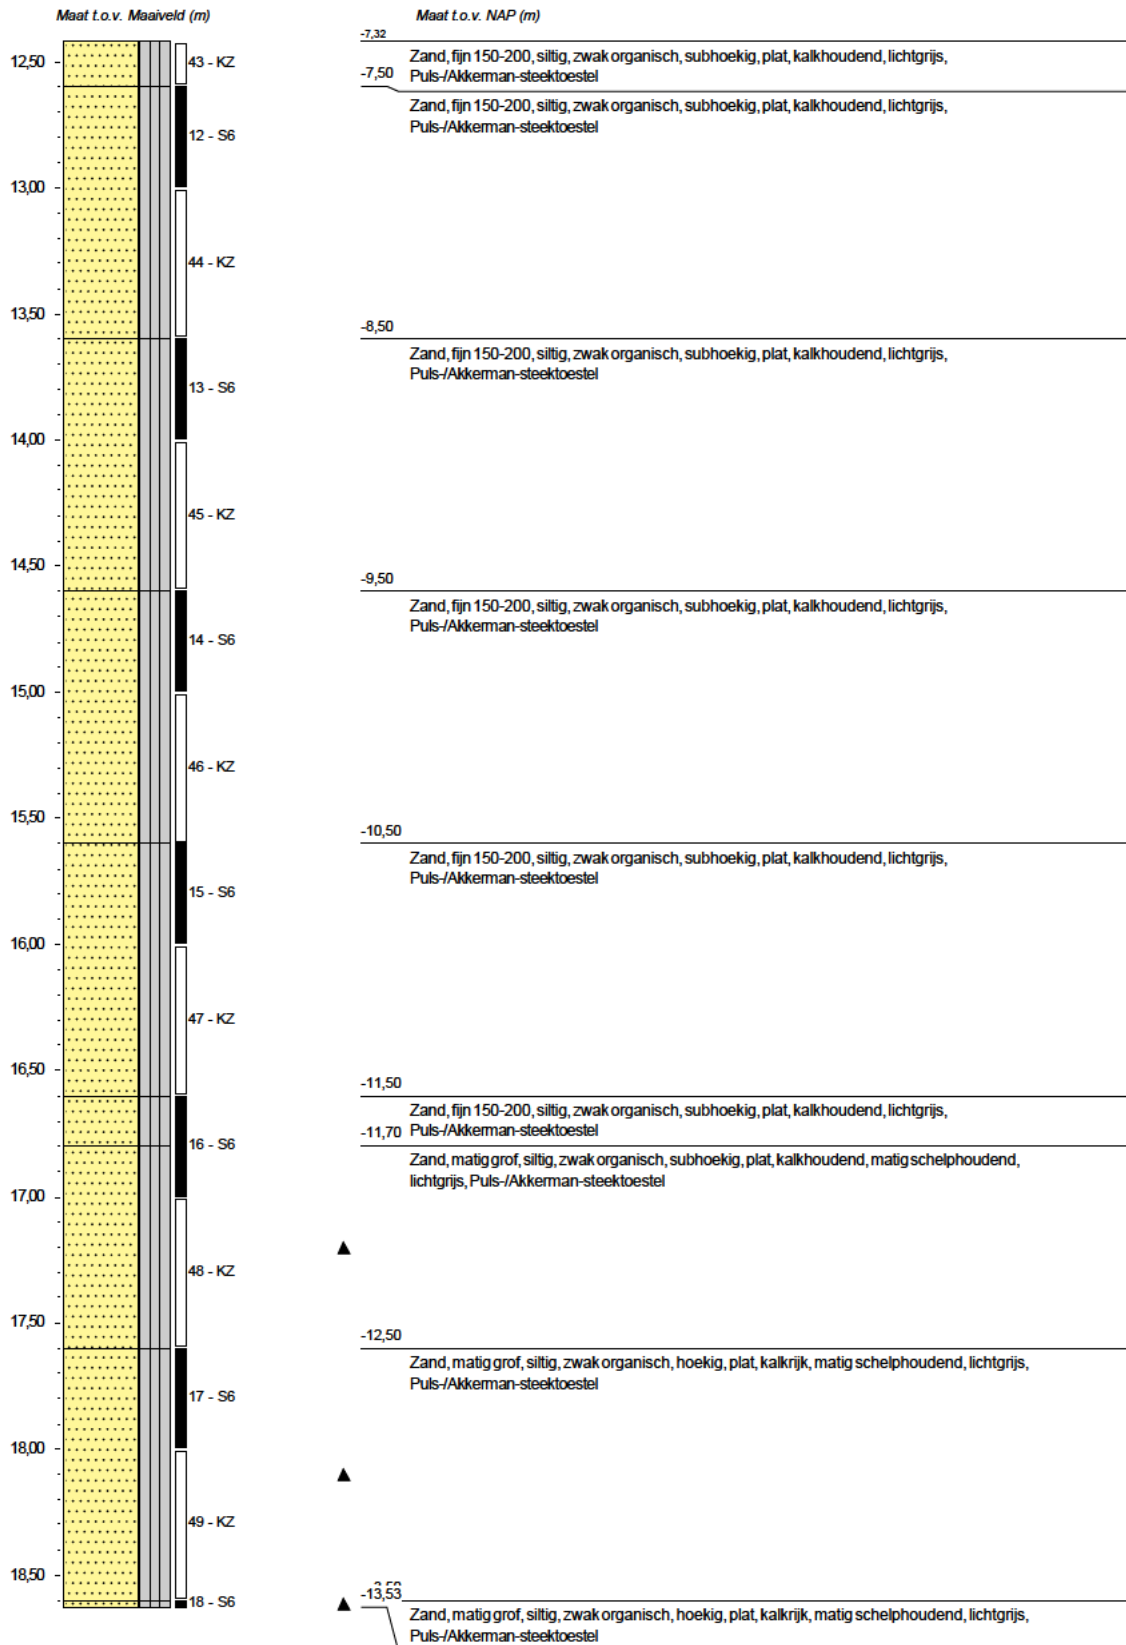 Maat t.o.v. Maaiveld (m)
Maat t.o.v. NAP (m)
-7,32
12,50
43 - KZ
Zand, fijn 150-200, siltig, zwak organisch, subhoekig, plat, kalkhoudend, lichtgrijs,
Puls-/Akkerman-steektoestel
-7,50
Zand, fijn 150-200, siltig, zwak organisch, subhoekig, plat, kalkhoudend, lichtgrijs,
Puls-/Akkerman-steektoestel
12 - S6
13,00
44 - KZ
13,50
-8,50
Zand, fijn 150-200, siltig, zwak organisch, subhoekig, plat, kalkhoudend, lichtgrijs,
Puls-/Akkerman-steektoestel
13 - S6
14,00
45 - KZ
14,50
-9,50
Zand, fijn 150-200, siltig, zwak organisch, subhoekig, plat, kalkhoudend, lichtgrijs,
Puls-/Akkerman-steektoestel
14 - S6
15,00
46 - KZ
15,50
-10,50
Zand, fijn 150-200, siltig, zwak organisch, subhoekig, plat, kalkhoudend, lichtgrijs,
Puls-/Akkerman-steektoestel
15 - S6
16,00
47 - KZ
16,50
-11,50
Zand, fijn 150-200, siltig, zwak organisch, subhoekig, plat, kalkhoudend, lichtgrijs,
Puls-/Akkerman-steektoestel
-11,70
16 - S6
Zand, matig grof, siltig, zwak organisch, subhoekig, plat, kalkhoudend, matig schelphoudend,
lichtgrijs, Puls-/Akkerman-steektoestel
17,00
48 - KZ
17,50
-12,50
Zand, matig grof, siltig, zwak organisch, hoekig, plat, kalkrijk, matig schelphoudend, lichtgrijs,
Puls-/Akkerman-steektoestel
17 - S6
18,00
49 - KZ
18,50
-13,53
18 - S6
Zand, matig grof, siltig, zwak organisch, hoekig, plat, kalkrijk, matig schelphoudend, lichtgrijs,
Puls-/Akkerman-steektoestel